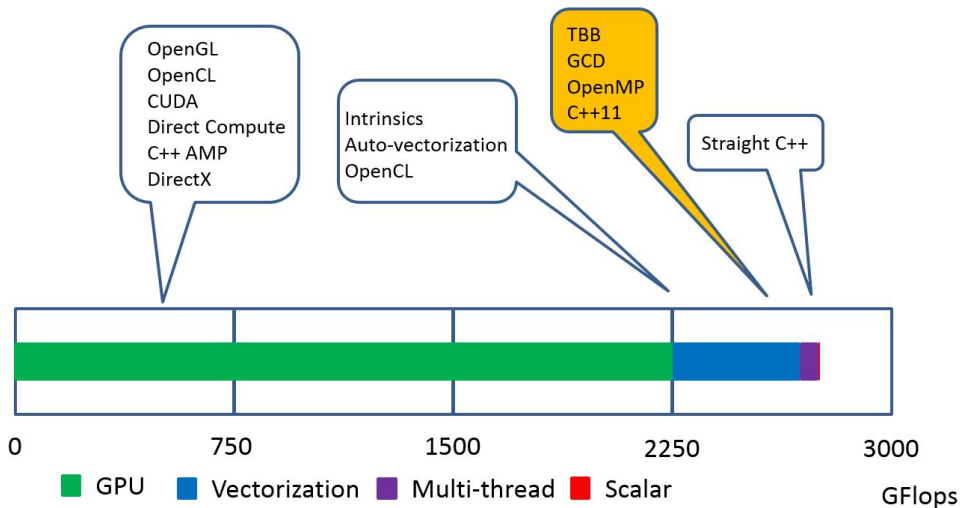 OpenGL
OpenCL
CUDA
Direct Compute
C++ AMP
DirectX
Intrinsics
Auto-vectorization
OpenCL
TBB
GCD
OpenMP
C++11
Straight C++
0 750 1500 2250 3000
GPU Vectorization Multi-thread Scalar
GFlops